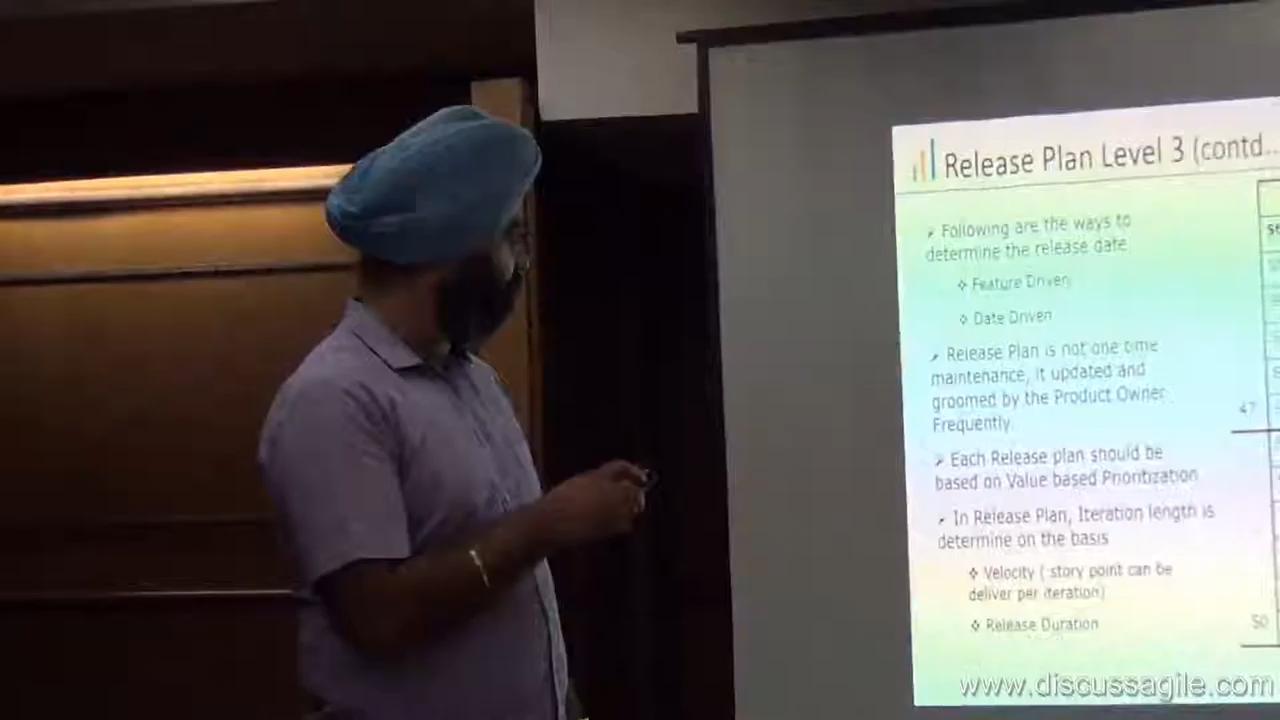 Release Plan Level 3 (contd...
Following are the ways to
determine the release date
Feature Driven
Date Driven
Release Plan is not one time
maintenance, it updated and
groomed by the Product Owner
Frequently
Each Release plan should be
based on Value based Prioritization
In Release Plan, Iteration length is
determine on the basis
Velocity ( story point can be
deliver per iteration)
Release Duration
47
50
www.discussagile.com